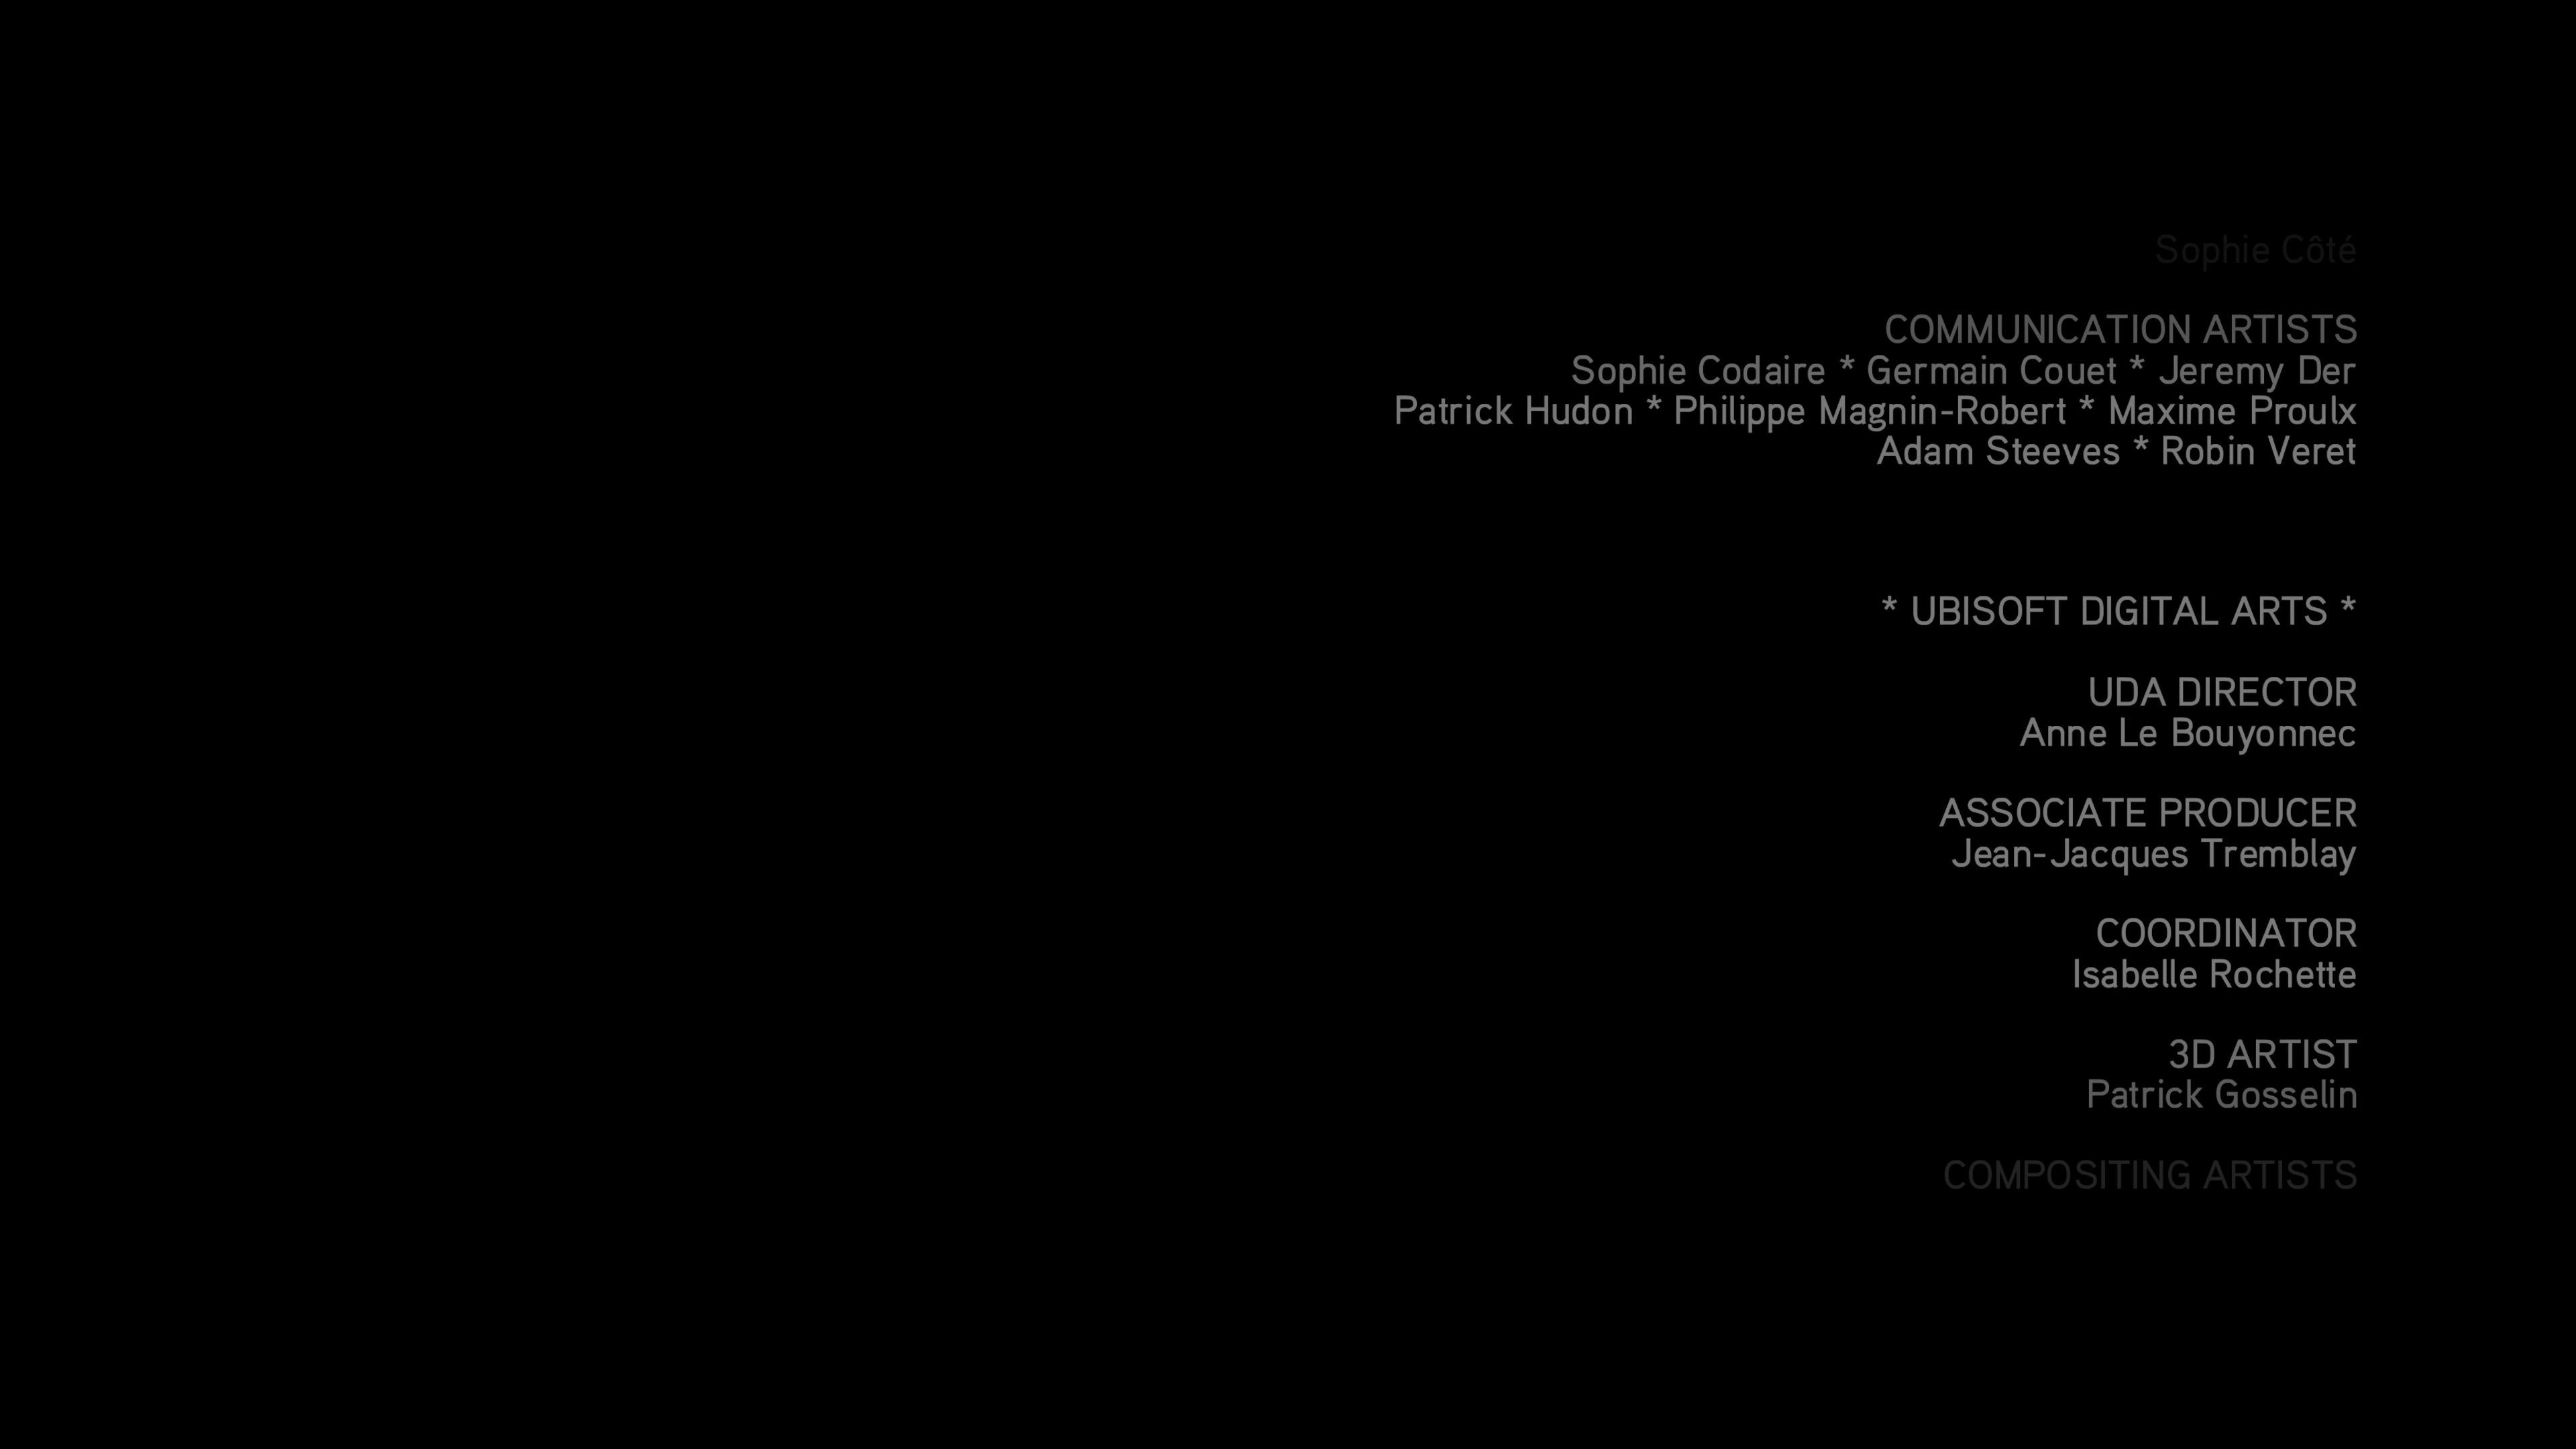 Sophie Côté
COMMUNICATION ARTISTS
Sophie Codaire * Germain Couet * Jeremy Der
Patrick Hudon * Philippe Magnin-Robert * Maxime Proulx
Adam Steeves * Robin Veret
* UBISOFT DIGITAL ARTS *
UDA DIRECTOR
Anne Le Bouyonnec
ASSOCIATE PRODUCER
Jean-Jacques Tremblay
COORDINATOR
Isabelle Rochette
3D ARTIST
Patrick Gosselin
COMPOSITING ARTISTS